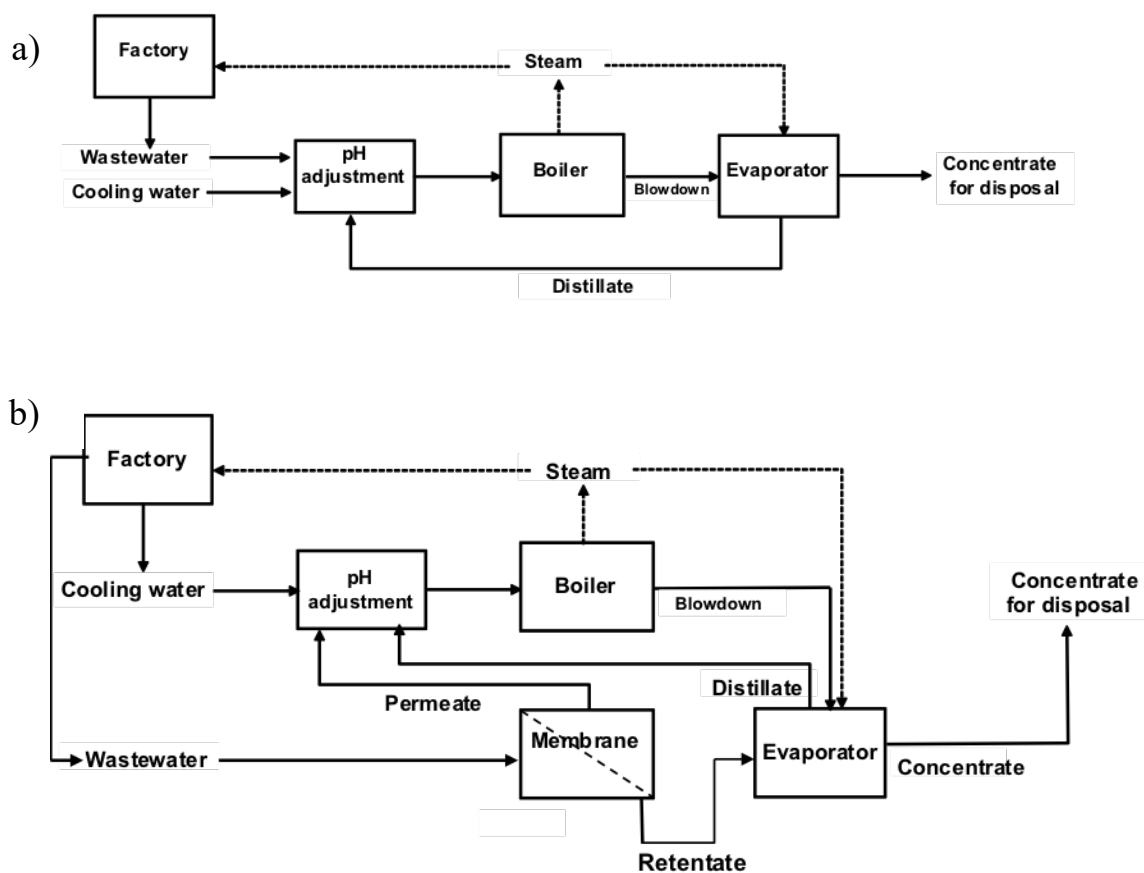 a)
Factory
Steam
Wastewater
Cooling water
pH
adjustment
Boiler
Blowdown
Evaporator
Concentrate
for disposal
Distillate
b)
Factory
Steam
Cooling water
pH
adjustment
Boiler
Blowdown
Concentrate
for disposal
Permeate
Distillate
Wastewater
Membrane
Evaporator
Concentrate
Retentate